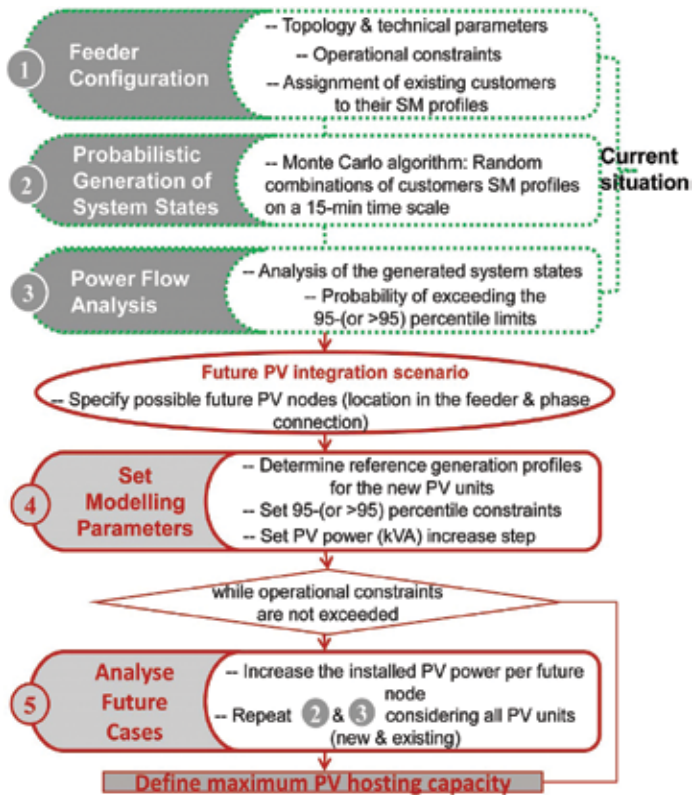 1
Feeder
Configuration
-- Topology & technical parameters
-- Operational constraints
-- Assignment of existing customers
to their SM profiles
2
Probabilistic
Generation of
System States
-- Monte Carlo algorithm: Random
combinations of customers SM profiles
on a 15-min time scale
Current
situation
3
Power Flow
Analysis
-- Analysis of the generated system states
-- Probability of exceeding the
95-(or >95) percentile limits
Future PV integration scenario
-- Specify possible future PV nodes (location in the feeder & phase
connection)
4
Set
Modelling
Parameters
-- Determine reference generation profiles
for the new PV units
-- Set 95-(or >95) percentile constraints
-- Set PV power (kVA) increase step
while operational constraints
are not exceeded
5
Analyse
Future
Cases
-- Increase the installed PV power per future
node
-- Repeat 2 & 3 considering all PV units
(new & existing)
Define maximum PV hosting capacity